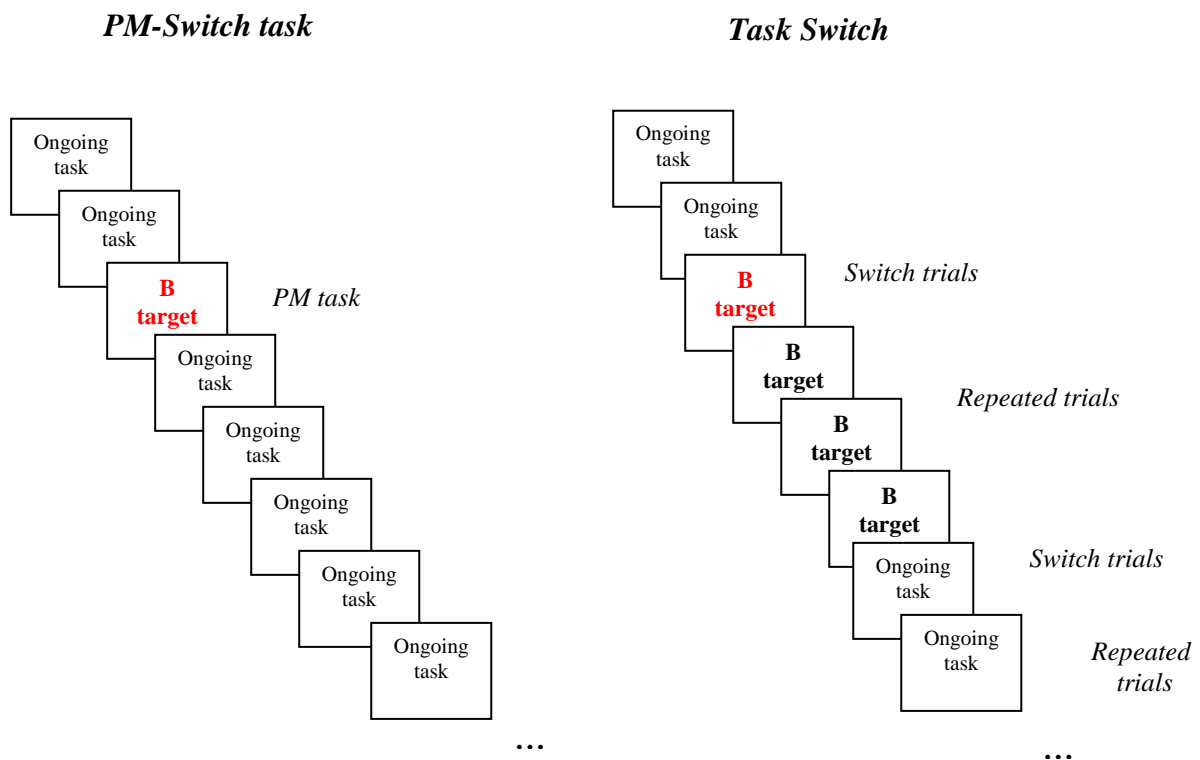 PM-Switch task
Ongoing
task
Ongoing
task
B
target
PM task
Ongoing
task
Ongoing
task
Ongoing
task
Ongoing
task
Ongoing
task
...
Task Switch
Ongoing
task
Ongoing
task
B
target
Switch trials
B
target
B
target
Repeated trials
B
target
Ongoing
task
Switch trials
Ongoing
task
Repeated
trials
...